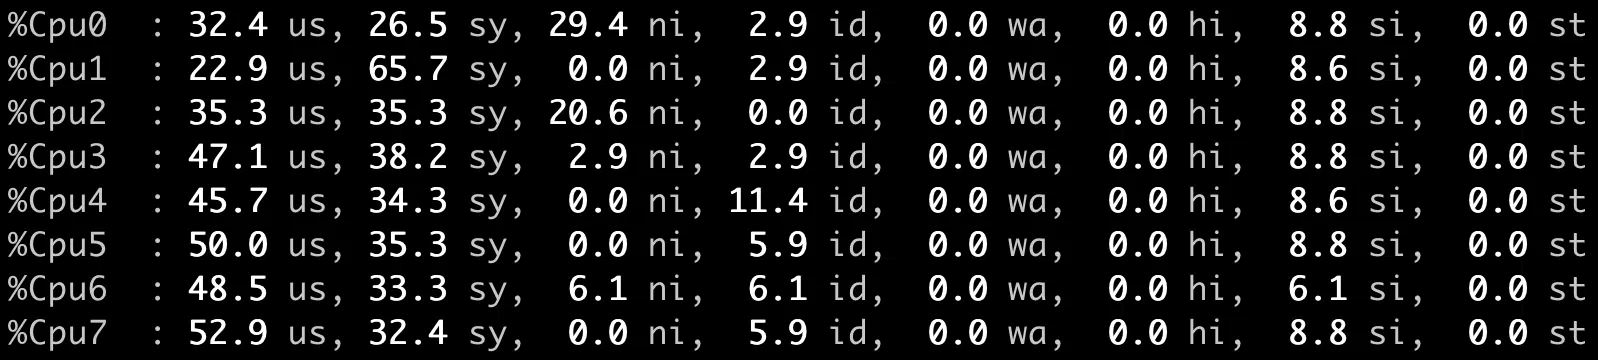 %Cpu0  : 32.4 us, 26.5 sy, 29.4 ni,  2.9 id,  0.0 wa,  0.0 hi,  8.8 si,  0.0 st
%Cpu1  : 22.9 us, 65.7 sy,  0.0 ni,  2.9 id,  0.0 wa,  0.0 hi,  8.6 si,  0.0 st
%Cpu2  : 35.3 us, 35.3 sy, 20.6 ni,  0.0 id,  0.0 wa,  0.0 hi,  8.8 si,  0.0 st
%Cpu3  : 47.1 us, 38.2 sy,  2.9 ni,  2.9 id,  0.0 wa,  0.0 hi,  8.8 si,  0.0 st
%Cpu4  : 45.7 us, 34.3 sy,  0.0 ni, 11.4 id,  0.0 wa,  0.0 hi,  8.6 si,  0.0 st
%Cpu5  : 50.0 us, 35.3 sy,  0.0 ni,  5.9 id,  0.0 wa,  0.0 hi,  8.8 si,  0.0 st
%Cpu6  : 48.5 us, 33.3 sy,  6.1 ni,  6.1 id,  0.0 wa,  0.0 hi,  6.1 si,  0.0 st
%Cpu7  : 52.9 us, 32.4 sy,  0.0 ni,  5.9 id,  0.0 wa,  0.0 hi,  8.8 si,  0.0 st